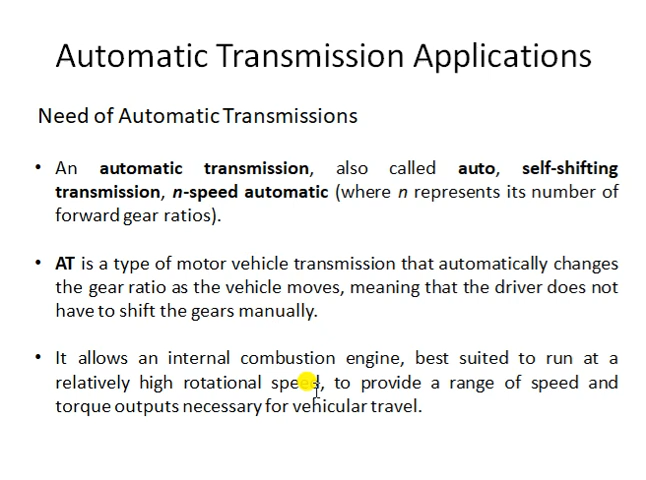 Automatic Transmission Applications
Need of Automatic Transmissions
• An automatic transmission, also called auto, self-shifting
transmission, n-speed automatic (where n represents its number of
forward gear ratios).
• AT is a type of motor vehicle transmission that automatically changes
the gear ratio as the vehicle moves, meaning that the driver does not
have to shift the gears manually.
• It allows an internal combustion engine, best suited to run at a
relatively high rotational speed, to provide a range of speed and
torque outputs necessary for vehicular travel.